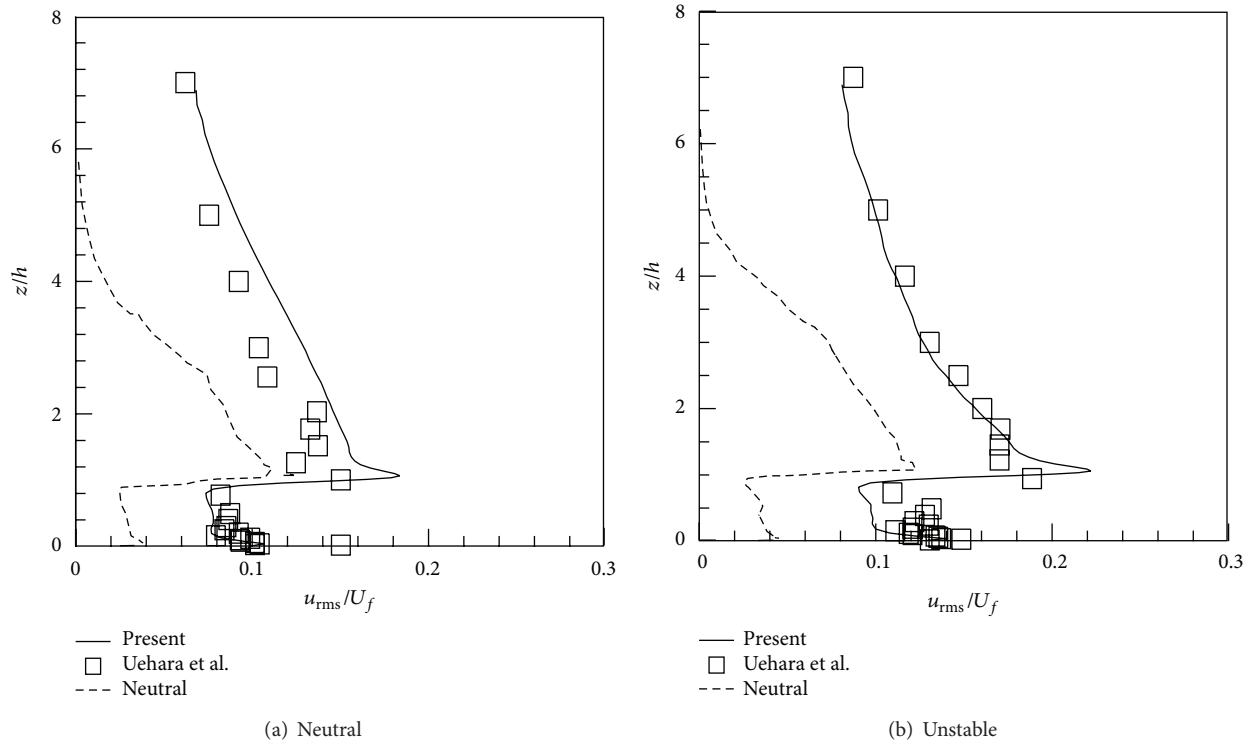 8
6
4
2
0
z/h
0
0.1
0.2
0.3
u_rms/U_f
Present
Uehara et al.
Neutral
(a) Neutral
8
6
4
2
0
z/h
0
0.1
0.2
0.3
u_rms/U_f
Present
Uehara et al.
Neutral
(b) Unstable